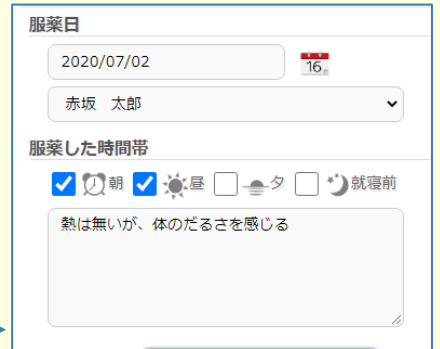 服薬日
2020/07/02
16
赤坂 太郎
服薬した時間帯
朝 昼 夕 就寝前
熱は無いが、体のだるさを感じる